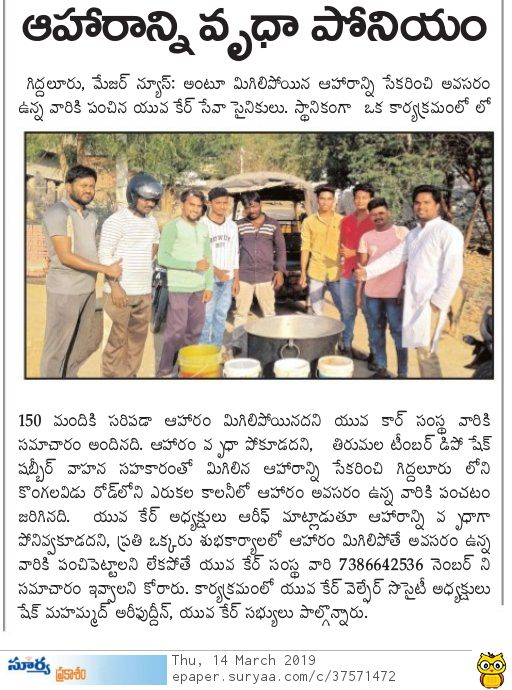 ఆహారాన్ని వృధా పోనియం
గిద్దలూరు, మేజర్ న్యూస్: అంటూ మిగిలిపోయిన ఆహారాన్ని సేకరించి అవసరం
ఉన్న వారికి పంచిన యువ కేర్ సేవా సైనికులు. స్థానికంగా ఒక కార్యక్రమంలో లో
150 మందికి సరిపడా ఆహారం మిగిలిపోయినదని యువ కార్ సంస్థ వారికి
సమాచారం అందినది. ఆహారం వ ృధా పోకూడదని, తిరుమల టీంబర్ డిపో షేక్
షబ్బీర్ వాహన సహకారంతో మిగిలిన ఆహారాన్ని సేకరించి గిద్దలూరు లోని
కొంగలవిడు రోడ్‌లోని ఎరుకల కాలనీలో ఆహారం అవసరం ఉన్న వారికి పంచటం
జరిగినది. యువ కేర్ అధ్యక్షులు ఆరీఫ్ మాట్లాడుతూ ఆహారాన్ని వ ృధాగా
పోనివ్వకూడదని, ప్రతి ఒక్కరు శుభకార్యాలలో ఆహారం మిగిలిపోతే అవసరం ఉన్న
వారికి పంచిపెట్టాలని లేకపోతే యువ కేర్ సంస్థ వారి 7386642536 నెంబర్ ని
సమాచారం ఇవ్వాలని కోరారు. కార్యక్రమంలో యువ కేర్ వెల్ఫేర్ సొసైటీ అధ్యక్షులు
షేక్ మహమ్మద్ అరీఫుద్దీన్, యువ కేర్ సభ్యులు పాల్గొన్నారు.
సూర్య ప్రకాశం
Thu, 14 March 2019
epaper.suryaa.com/c/37571472